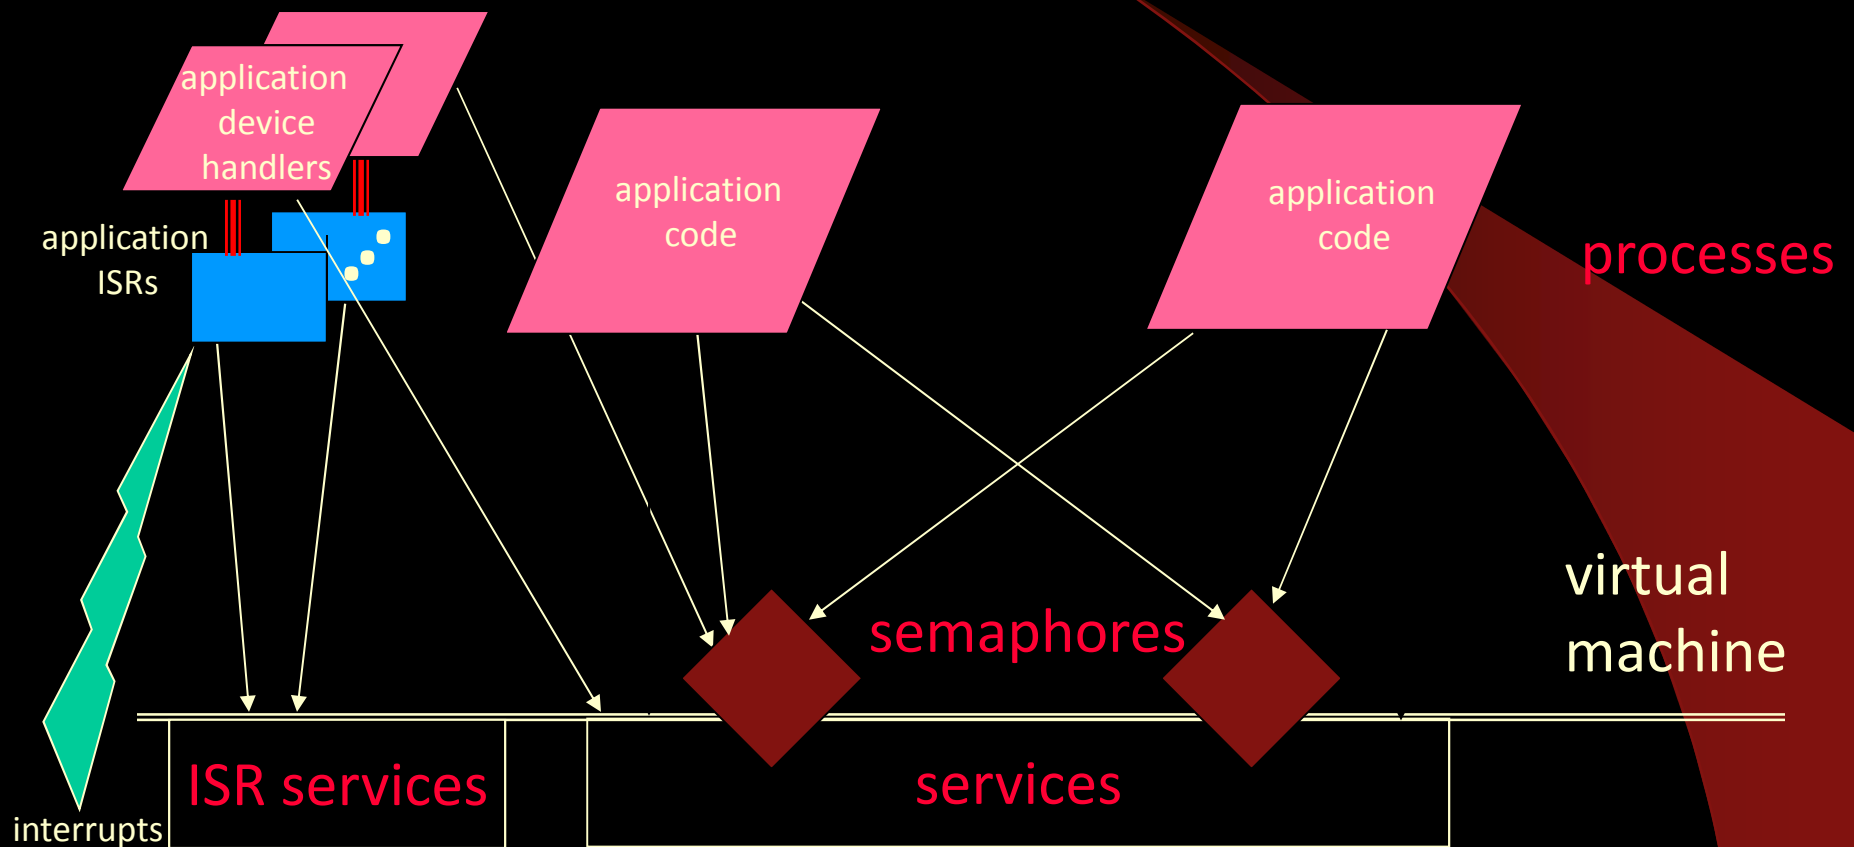 application
device
handlers
application
code
application
code
application
ISRs
processes
virtual
machine
semaphores
ISR services
services
interrupts